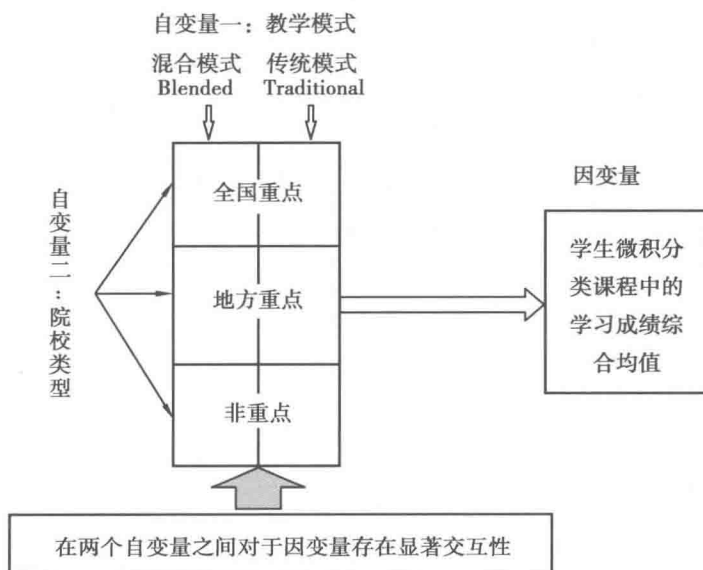 自变量一：教学模式
混合模式 传统模式
Blended Traditional
因变量
自变量二：院校类型
全国重点
地方重点
非重点
学生微积分
类课程中的
学习成绩综
合均值
在两个自变量之间对于因变量存在显著交互性